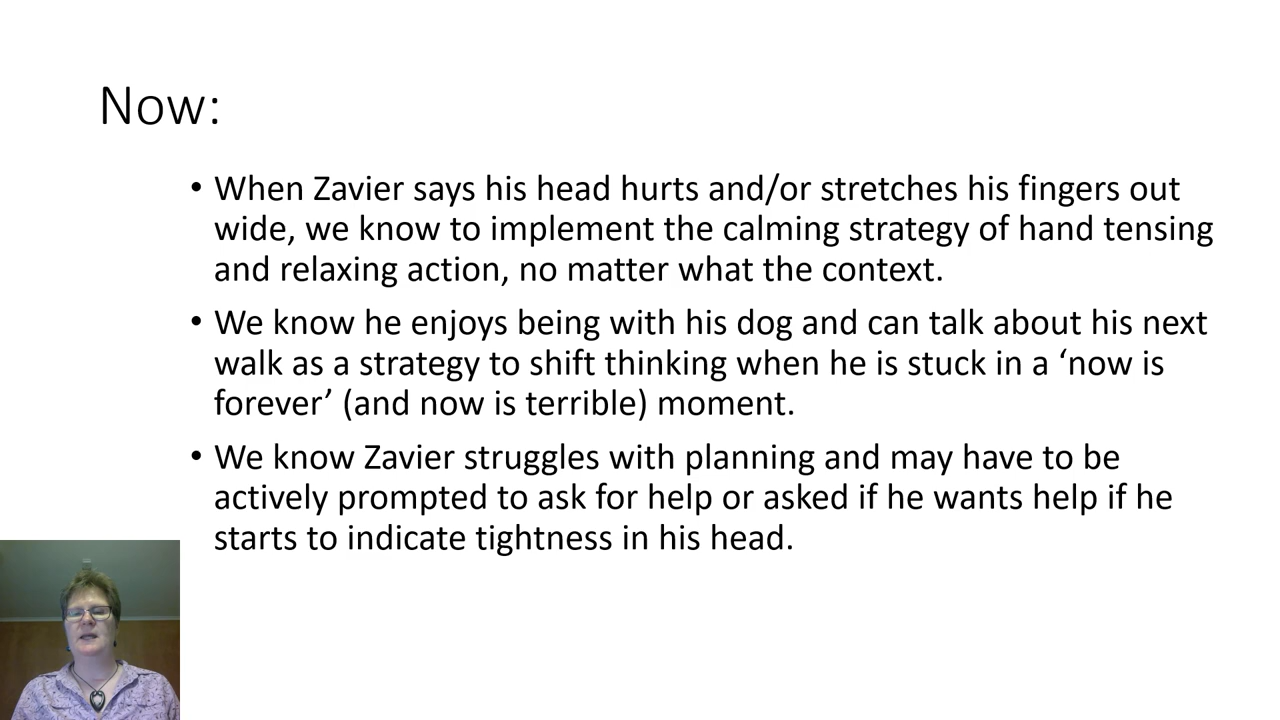 Now:
• When Zavier says his head hurts and/or stretches his fingers out
wide, we know to implement the calming strategy of hand tensing
and relaxing action, no matter what the context.
• We know he enjoys being with his dog and can talk about his next
walk as a strategy to shift thinking when he is stuck in a ‘now is
forever’ (and now is terrible) moment.
• We know Zavier struggles with planning and may have to be
actively prompted to ask for help or asked if he wants help if he
starts to indicate tightness in his head.